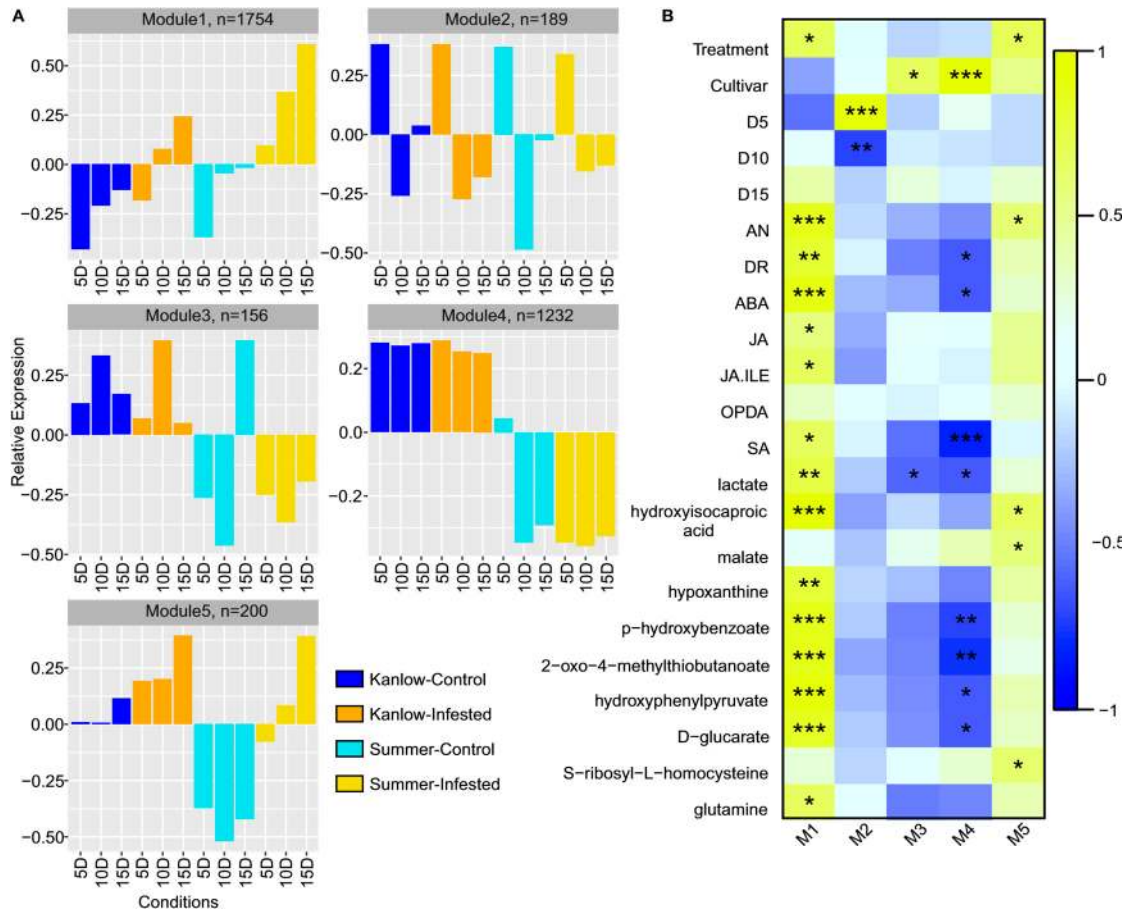 A
Module1, n=1754
0.50
0.25
0.00
−0.25
5D 10D 15D 5D 10D 15D 5D 10D 15D 5D 10D 15D
Module2, n=189
0.25
0.00
−0.25
−0.50
5D 10D 15D 5D 10D 15D 5D 10D 15D 5D 10D 15D
Relative Expression
Module3, n=156
0.25
0.00
−0.25
−0.50
5D 10D 15D 5D 10D 15D 5D 10D 15D 5D 10D 15D
Module4, n=1232
0.2
0.0
−0.2
5D 10D 15D 5D 10D 15D 5D 10D 15D 5D 10D 15D
Module5, n=200
0.25
0.00
−0.25
−0.50
5D 10D 15D 5D 10D 15D 5D 10D 15D 5D 10D 15D
Conditions
Kanlow-Control
Kanlow-Infested
Summer-Control
Summer-Infested
B
Treatment * *
Cultivar * ***
D5 ***
D10 **
D15
AN *** *
DR ** *
ABA *** *
JA *
JA.ILE *
OPDA
SA * ***
lactate ** * *
hydroxyisocaproic
acid *** *
malate *
hypoxanthine **
p−hydroxybenzoate *** **
2−oxo−4−methylthiobutanoate *** **
hydroxyphenylpyruvate *** *
D−glucarate *** *
S−ribosyl−L−homocysteine *
glutamine *
M1 M2 M3 M4 M5
1
0.5
0
−0.5
−1